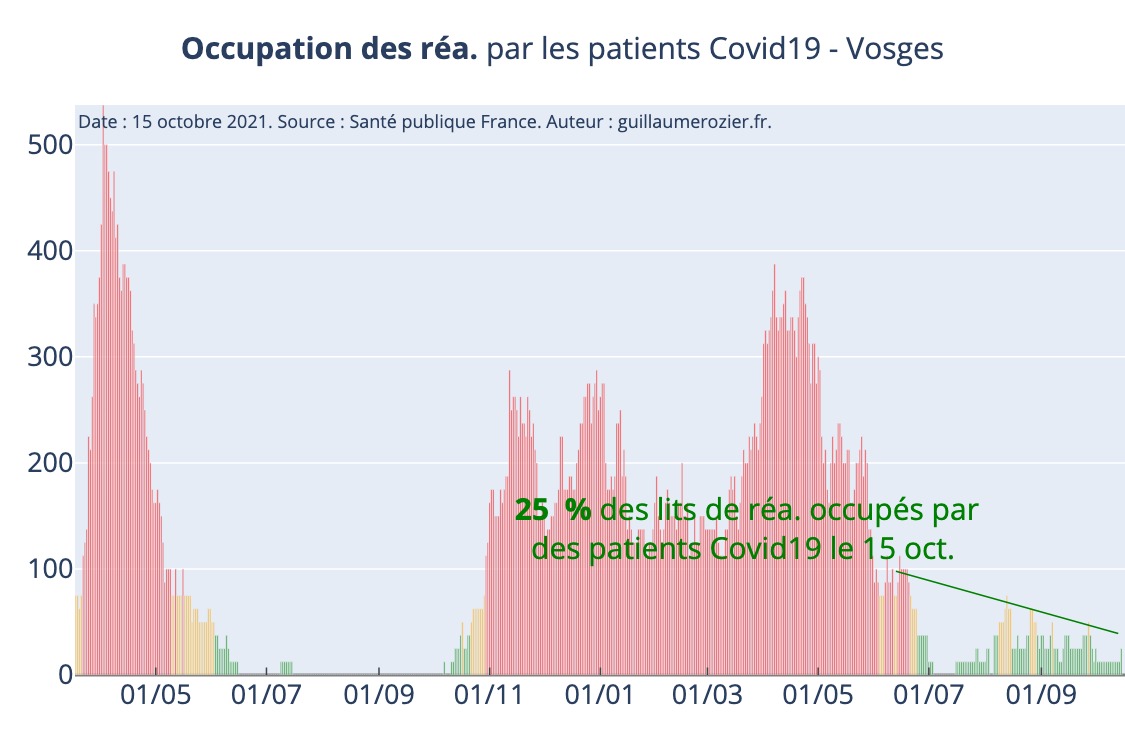 Occupation des réa. par les patients Covid19 - Vosges
Date : 15 octobre 2021. Source : Santé publique France. Auteur : guillaumerozier.fr.
500
400
300
200
25 % des lits de réa. occupés par
des patients Covid19 le 15 oct.
100
0
01/05 01/07 01/09 01/11 01/01 01/03 01/05 01/07 01/09